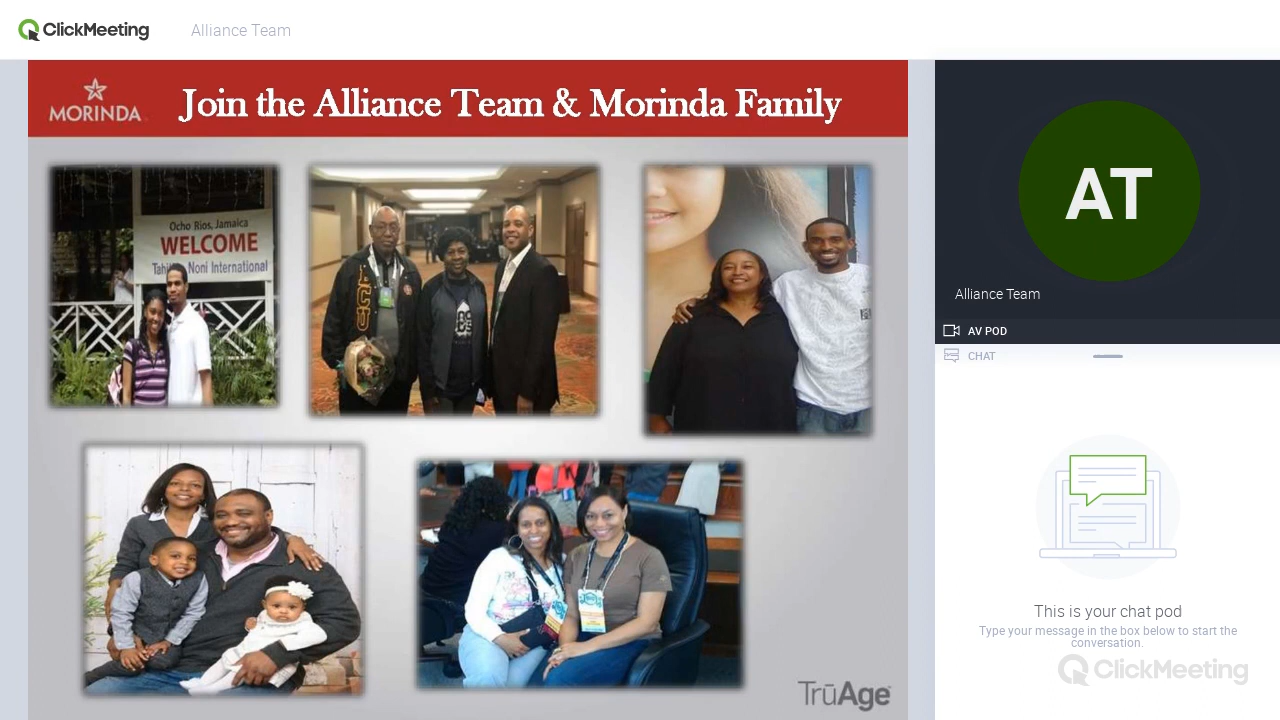 ClickMeeting
Alliance Team
MORINDA
Join the Alliance Team & Morinda Family
Ocho Rios, Jamaica
WELCOME
Noni International
TrūAge
AT
Alliance Team
AV POD
CHAT
This is your chat pod
Type your message in the box below to start the
conversation.
ClickMeeting